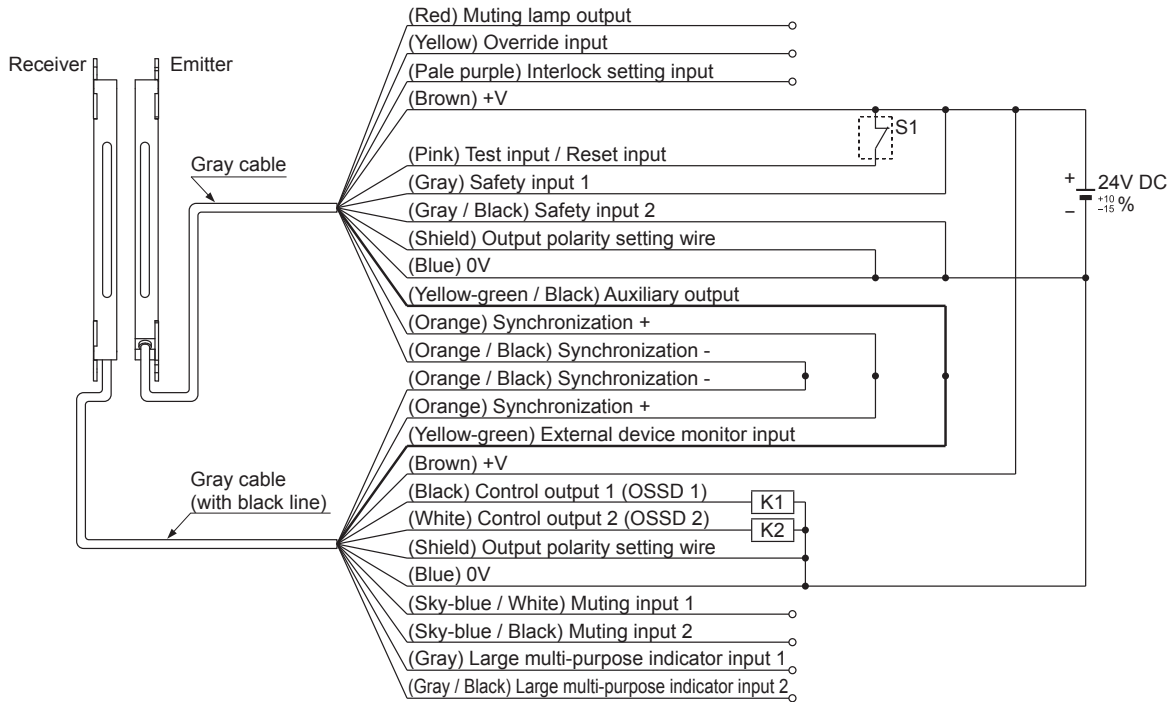 (Red) Muting lamp output
(Yellow) Override input
(Pale purple) Interlock setting input
(Brown) +V
Receiver
Emitter
S1
Gray cable
(Pink) Test input / Reset input
(Gray) Safety input 1
(Gray / Black) Safety input 2
(Shield) Output polarity setting wire
(Blue) 0V
+
24V DC
+10
-15 %
−
(Yellow-green / Black) Auxiliary output
(Orange) Synchronization +
(Orange / Black) Synchronization -
(Orange / Black) Synchronization -
(Orange) Synchronization +
(Yellow-green) External device monitor input
(Brown) +V
Gray cable
(with black line)
(Black) Control output 1 (OSSD 1)
K1
(White) Control output 2 (OSSD 2)
K2
(Shield) Output polarity setting wire
(Blue) 0V
(Sky-blue / White) Muting input 1
(Sky-blue / Black) Muting input 2
(Gray) Large multi-purpose indicator input 1
(Gray / Black) Large multi-purpose indicator input 2